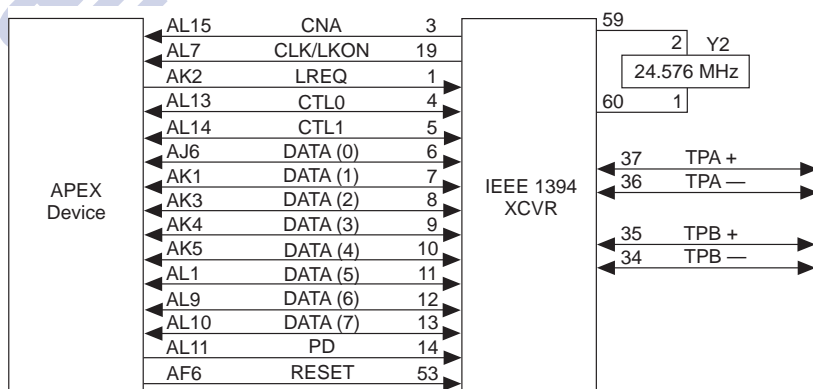 AL15 CNA 3
AL7 CLK/LKON 19
AK2 LREQ 1
AL13 CTL0 4
AL14 CTL1 5
AJ6 DATA (0) 6
AK1 DATA (1) 7
AK3 DATA (2) 8
AK4 DATA (3) 9
AK5 DATA (4) 10
AL1 DATA (5) 11
AL9 DATA (6) 12
AL10 DATA (7) 13
AL11 PD 14
AF6 RESET 53
APEX
Device
IEEE 1394
XCVR
59
2 Y2
24.576 MHz
60 1
37 TPA +
36 TPA —
35 TPB +
34 TPB —